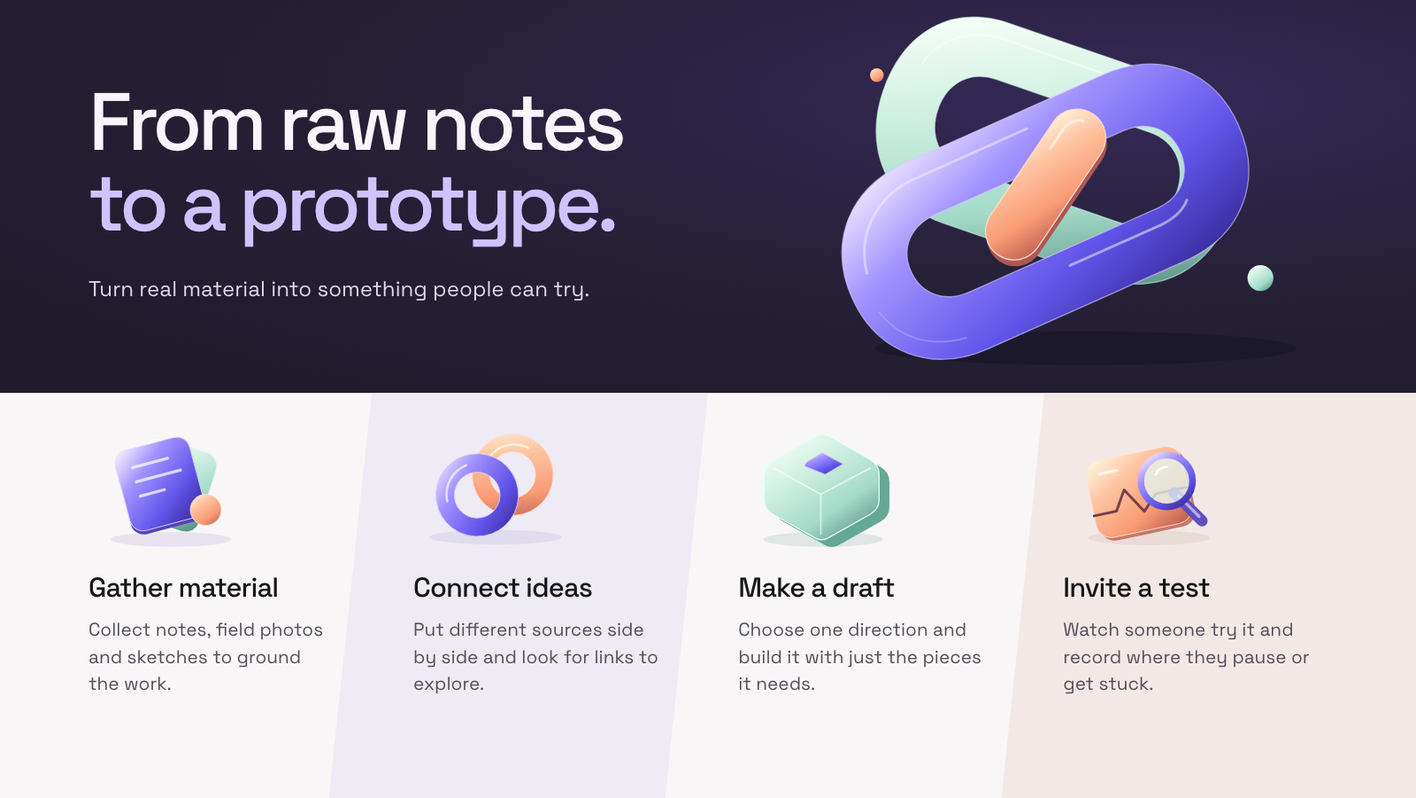 From raw notes
to a prototype.
Turn real material into something people can try.
Gather material
Collect notes, field photos
and sketches to ground
the work.
Connect ideas
Put different sources side
by side and look for links to
explore.
Make a draft
Choose one direction and
build it with just the pieces
it needs.
Invite a test
Watch someone try it and
record where they pause or
get stuck.